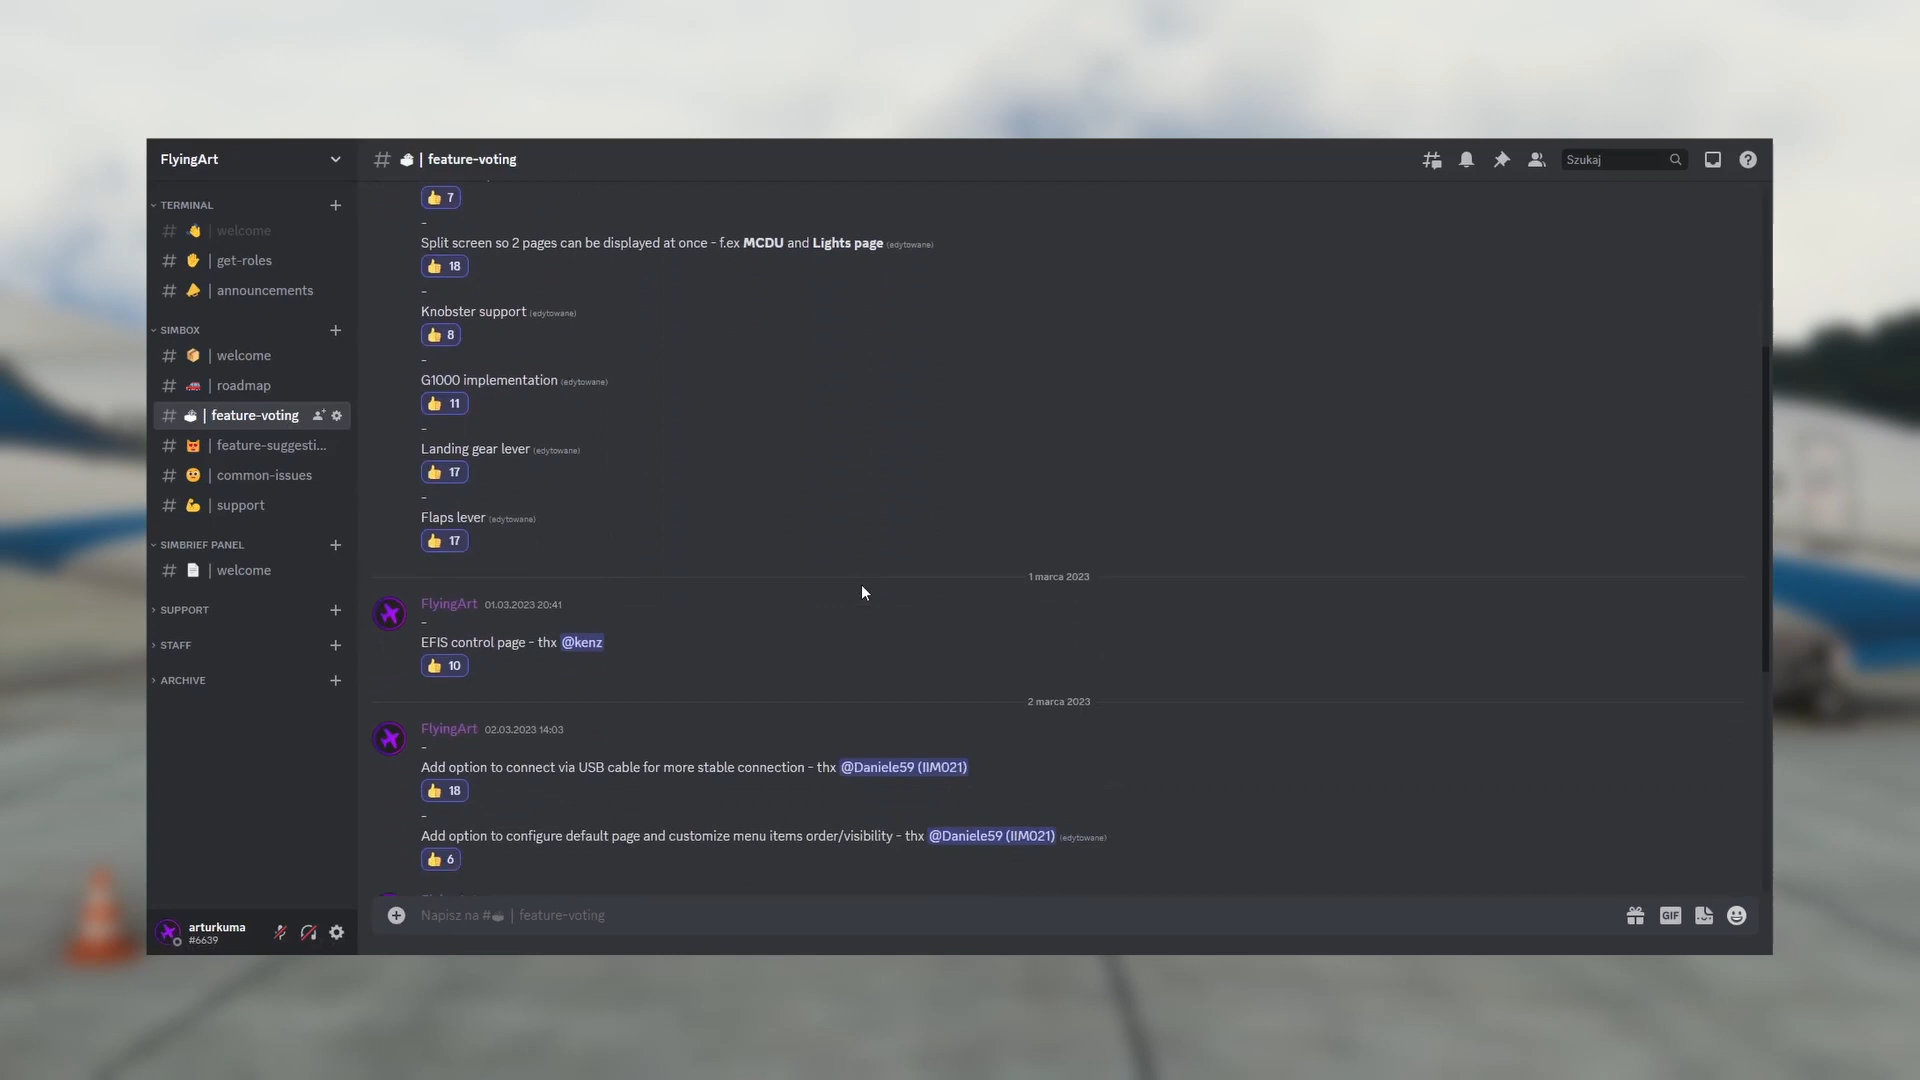 FlyingArt
TERMINAL
| welcome
| get-roles
| announcements
SIMBOX
| welcome
| roadmap
| feature-voting
| feature-suggesti...
| common-issues
| support
SIMBRIEF PANEL
| welcome
SUPPORT
STAFF
ARCHIVE
arturkuma
#6639
# | feature-voting
Szukaj
7
-
Split screen so 2 pages can be displayed at once - f.ex MCDU and Lights page (edytowane)
18
-
Knobster support (edytowane)
8
-
G1000 implementation (edytowane)
11
-
Landing gear lever (edytowane)
17
-
Flaps lever (edytowane)
17
1 marca 2023
FlyingArt 01.03.2023 20:41
-
EFIS control page - thx @kenz
10
2 marca 2023
FlyingArt 02.03.2023 14:03
-
Add option to connect via USB cable for more stable connection - thx @Daniele59 (IIM021)
18
-
Add option to configure default page and customize menu items order/visibility - thx @Daniele59 (IIM021) (edytowane)
6
Napisz na # | feature-voting
GIF